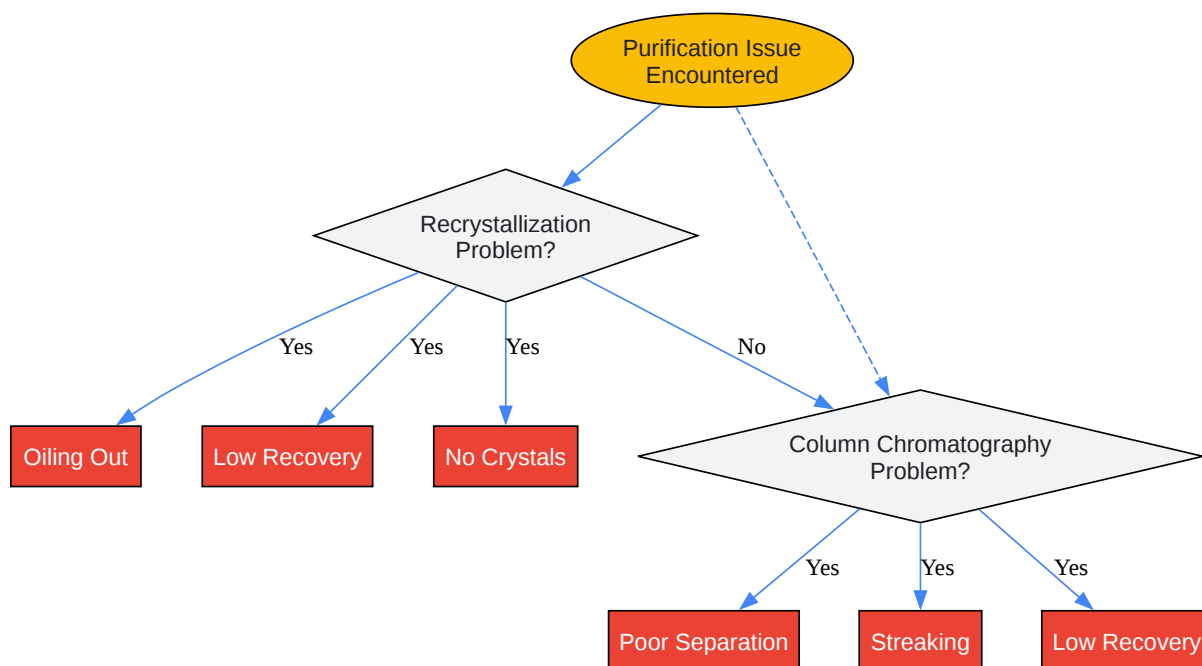 Purification Issue
Encountered
Recrystallization
Problem?
Yes
Yes
Yes
No
Oiling Out
Low Recovery
No Crystals
Column Chromatography
Problem?
Yes
Yes
Yes
Poor Separation
Streaking
Low Recovery